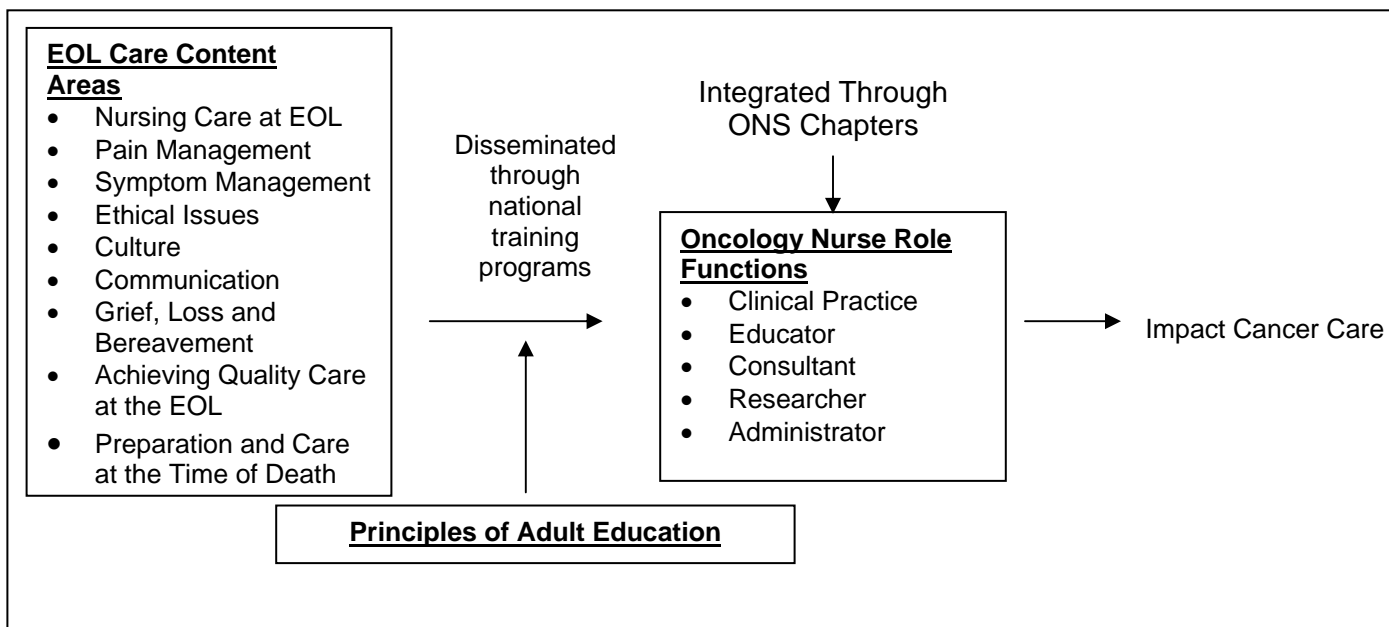 EOL Care Content
Areas
• Nursing Care at EOL
• Pain Management
• Symptom Management
• Ethical Issues
• Culture
• Communication
• Grief, Loss and
Bereavement
• Achieving Quality Care
at the EOL
• Preparation and Care
at the Time of Death
Disseminated
through
national
training
programs
Principles of Adult Education
Integrated Through
ONS Chapters
Oncology Nurse Role
Functions
• Clinical Practice
• Educator
• Consultant
• Researcher
• Administrator
Impact Cancer Care